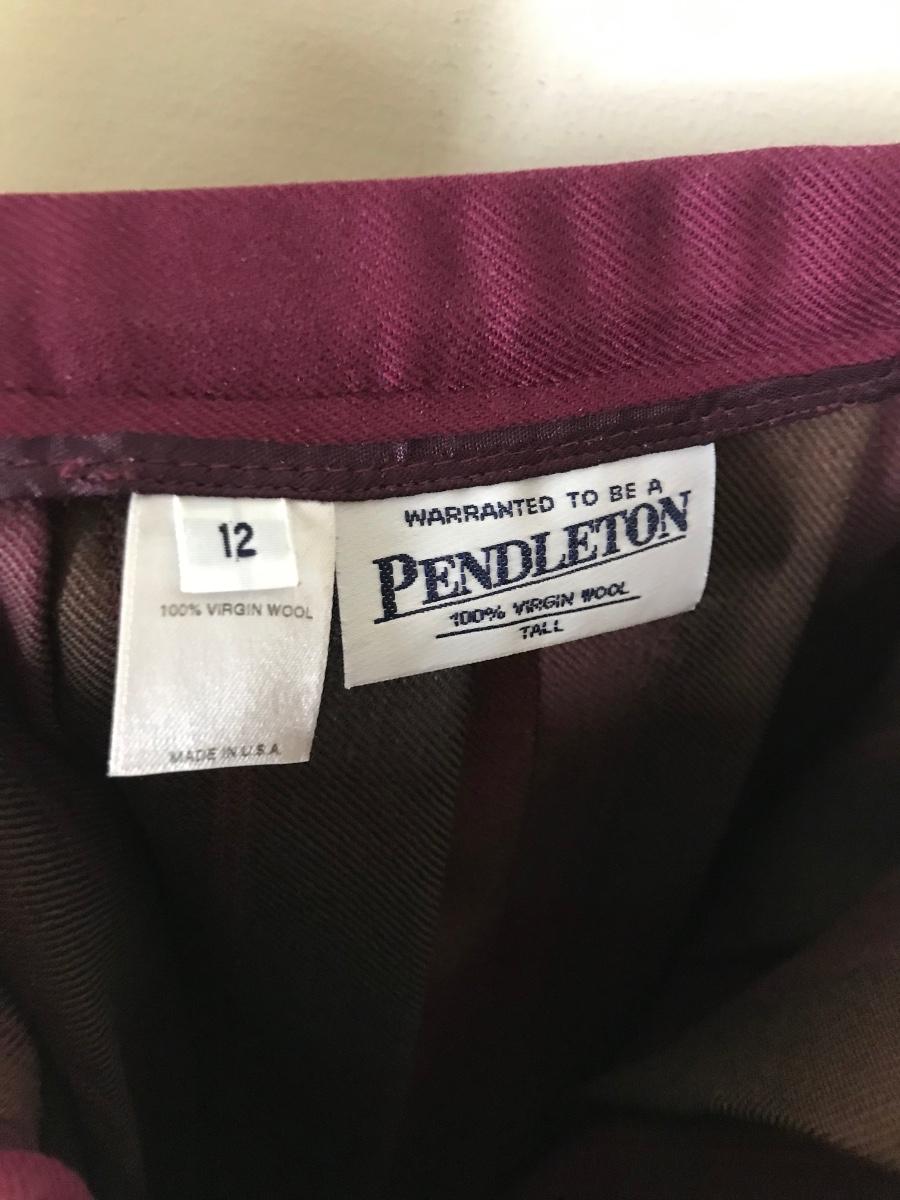 12
100% VIRGIN WOOL
MADE IN U.S.A.
WARRANTED TO BE A
PENDLETON
100% VIRGIN WOOL
TALL